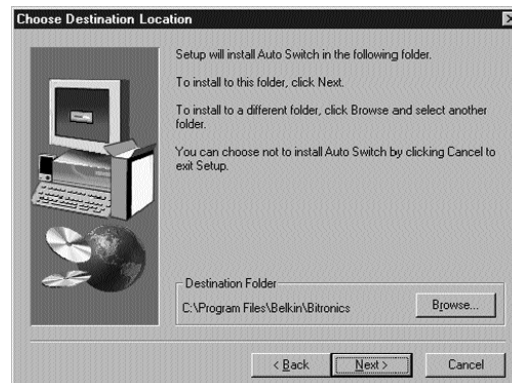 Choose Destination Location
Setup will install Auto Switch in the following folder.
To install to this folder, click Next.
To install to a different folder, click Browse and select another
folder.
You can choose not to install Auto Switch by clicking Cancel to
exit Setup.
Destination Folder
C:\Program Files\Belkin\Bitronics
Browse...
< Back
Next >
Cancel